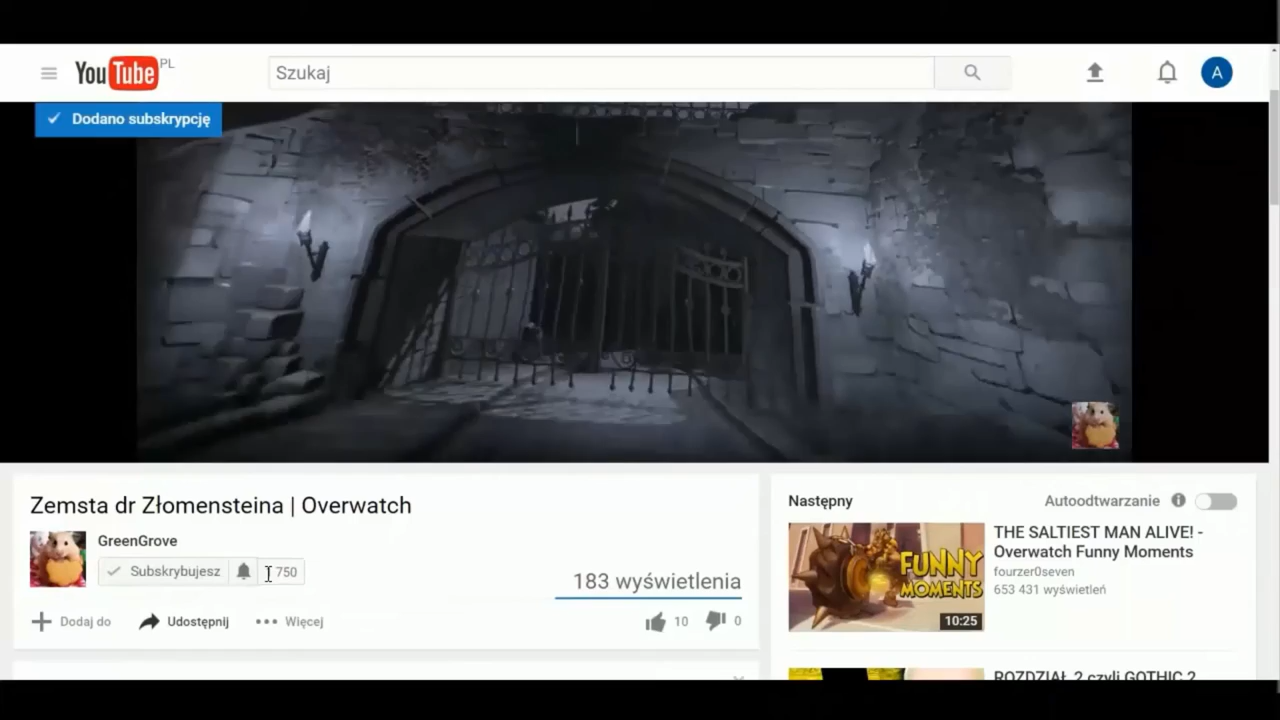 YouTube PL
Szukaj
A
Dodano subskrypcję
Zemsta dr Złomensteina | Overwatch
GreenGrove
Subskrybujesz
750
183 wyświetlenia
Dodaj do
Udostępnij
Więcej
10
0
Następny
Autoodtwarzanie
FUNNY
MOMENTS
10:25
THE SALTIEST MAN ALIVE! -
Overwatch Funny Moments
fourzer0seven
653 431 wyświetleń
ROZDZIAŁ 2 czyli GOTHIC 2